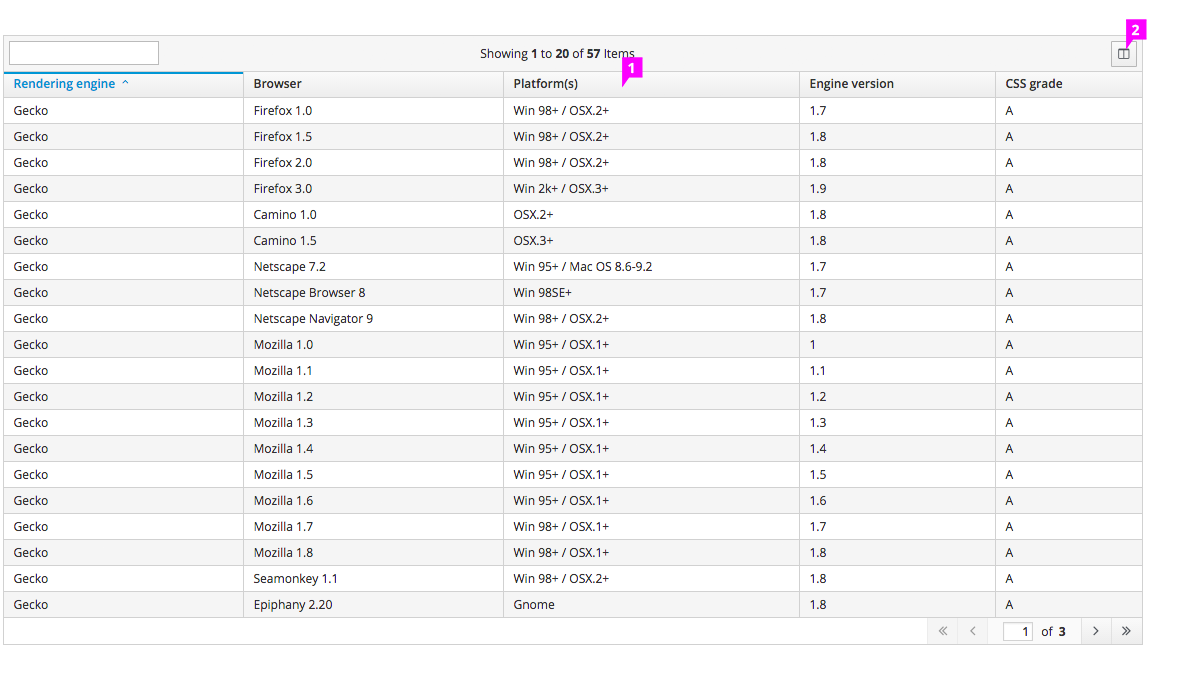 2
Showing 1 to 20 of 57 Items
1
Rendering engine ^ Browser Platform(s) Engine version CSS grade
Gecko Firefox 1.0 Win 98+ / OSX.2+ 1.7 A
Gecko Firefox 1.5 Win 98+ / OSX.2+ 1.8 A
Gecko Firefox 2.0 Win 98+ / OSX.2+ 1.8 A
Gecko Firefox 3.0 Win 2k+ / OSX.3+ 1.9 A
Gecko Camino 1.0 OSX.2+ 1.8 A
Gecko Camino 1.5 OSX.3+ 1.8 A
Gecko Netscape 7.2 Win 95+ / Mac OS 8.6-9.2 1.7 A
Gecko Netscape Browser 8 Win 98SE+ 1.7 A
Gecko Netscape Navigator 9 Win 98+ / OSX.2+ 1.8 A
Gecko Mozilla 1.0 Win 95+ / OSX.1+ 1 A
Gecko Mozilla 1.1 Win 95+ / OSX.1+ 1.1 A
Gecko Mozilla 1.2 Win 95+ / OSX.1+ 1.2 A
Gecko Mozilla 1.3 Win 95+ / OSX.1+ 1.3 A
Gecko Mozilla 1.4 Win 95+ / OSX.1+ 1.4 A
Gecko Mozilla 1.5 Win 95+ / OSX.1+ 1.5 A
Gecko Mozilla 1.6 Win 95+ / OSX.1+ 1.6 A
Gecko Mozilla 1.7 Win 98+ / OSX.1+ 1.7 A
Gecko Mozilla 1.8 Win 98+ / OSX.1+ 1.8 A
Gecko Seamonkey 1.1 Win 98+ / OSX.2+ 1.8 A
Gecko Epiphany 2.20 Gnome 1.8 A
« ‹ 1 of 3 › »